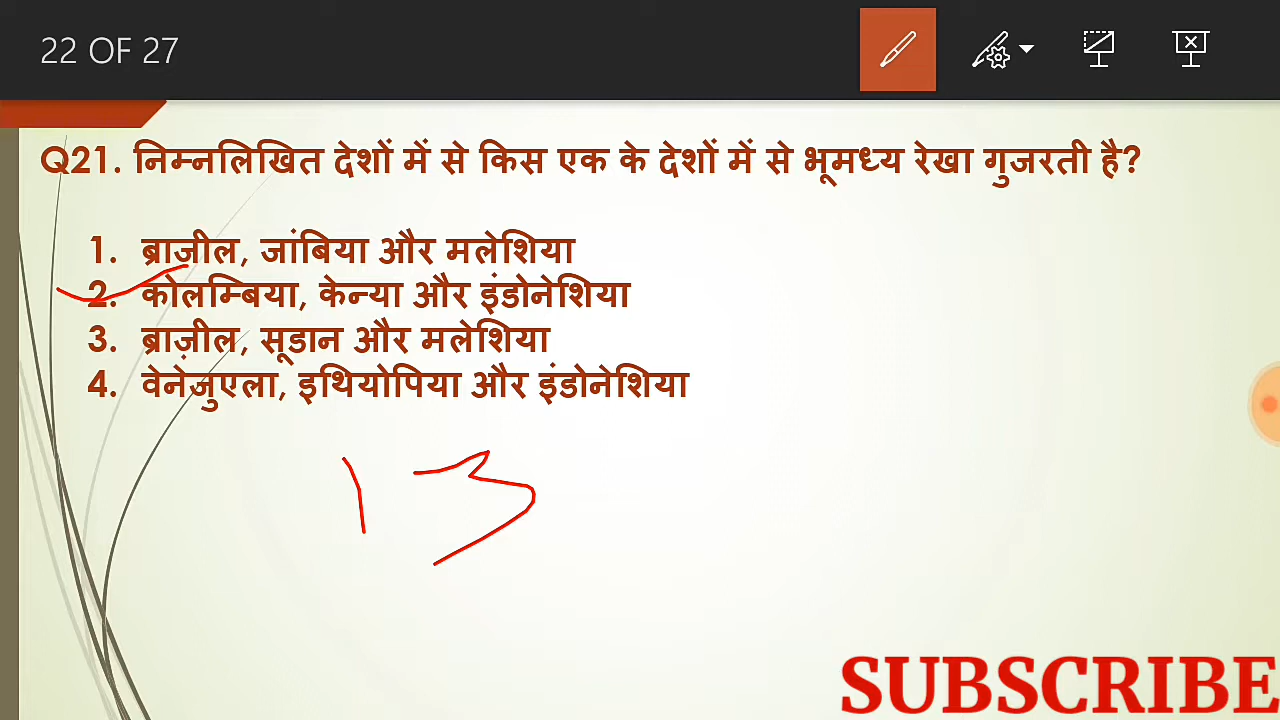 22 OF 27
Q21. निम्नलिखित देशों में से किस एक के देशों में से भूमध्य रेखा गुजरती है?
1. ब्राजील, जांबिया और मलेशिया
2. कोलम्बिया, केन्या और इंडोनेशिया
3. ब्राज़ील, सूडान और मलेशिया
4. वेनेजुएला, इथियोपिया और इंडोनेशिया
13
SUBSCRIBE